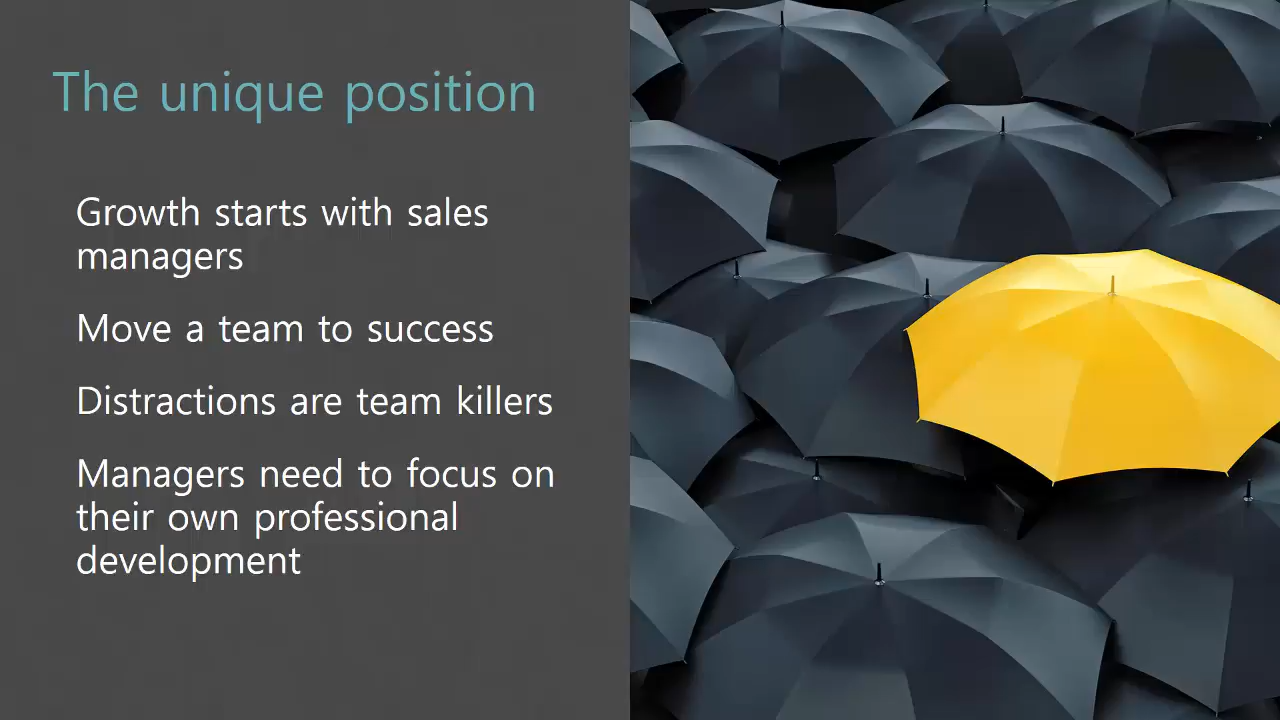 The unique position
Growth starts with sales
managers
Move a team to success
Distractions are team killers
Managers need to focus on
their own professional
development